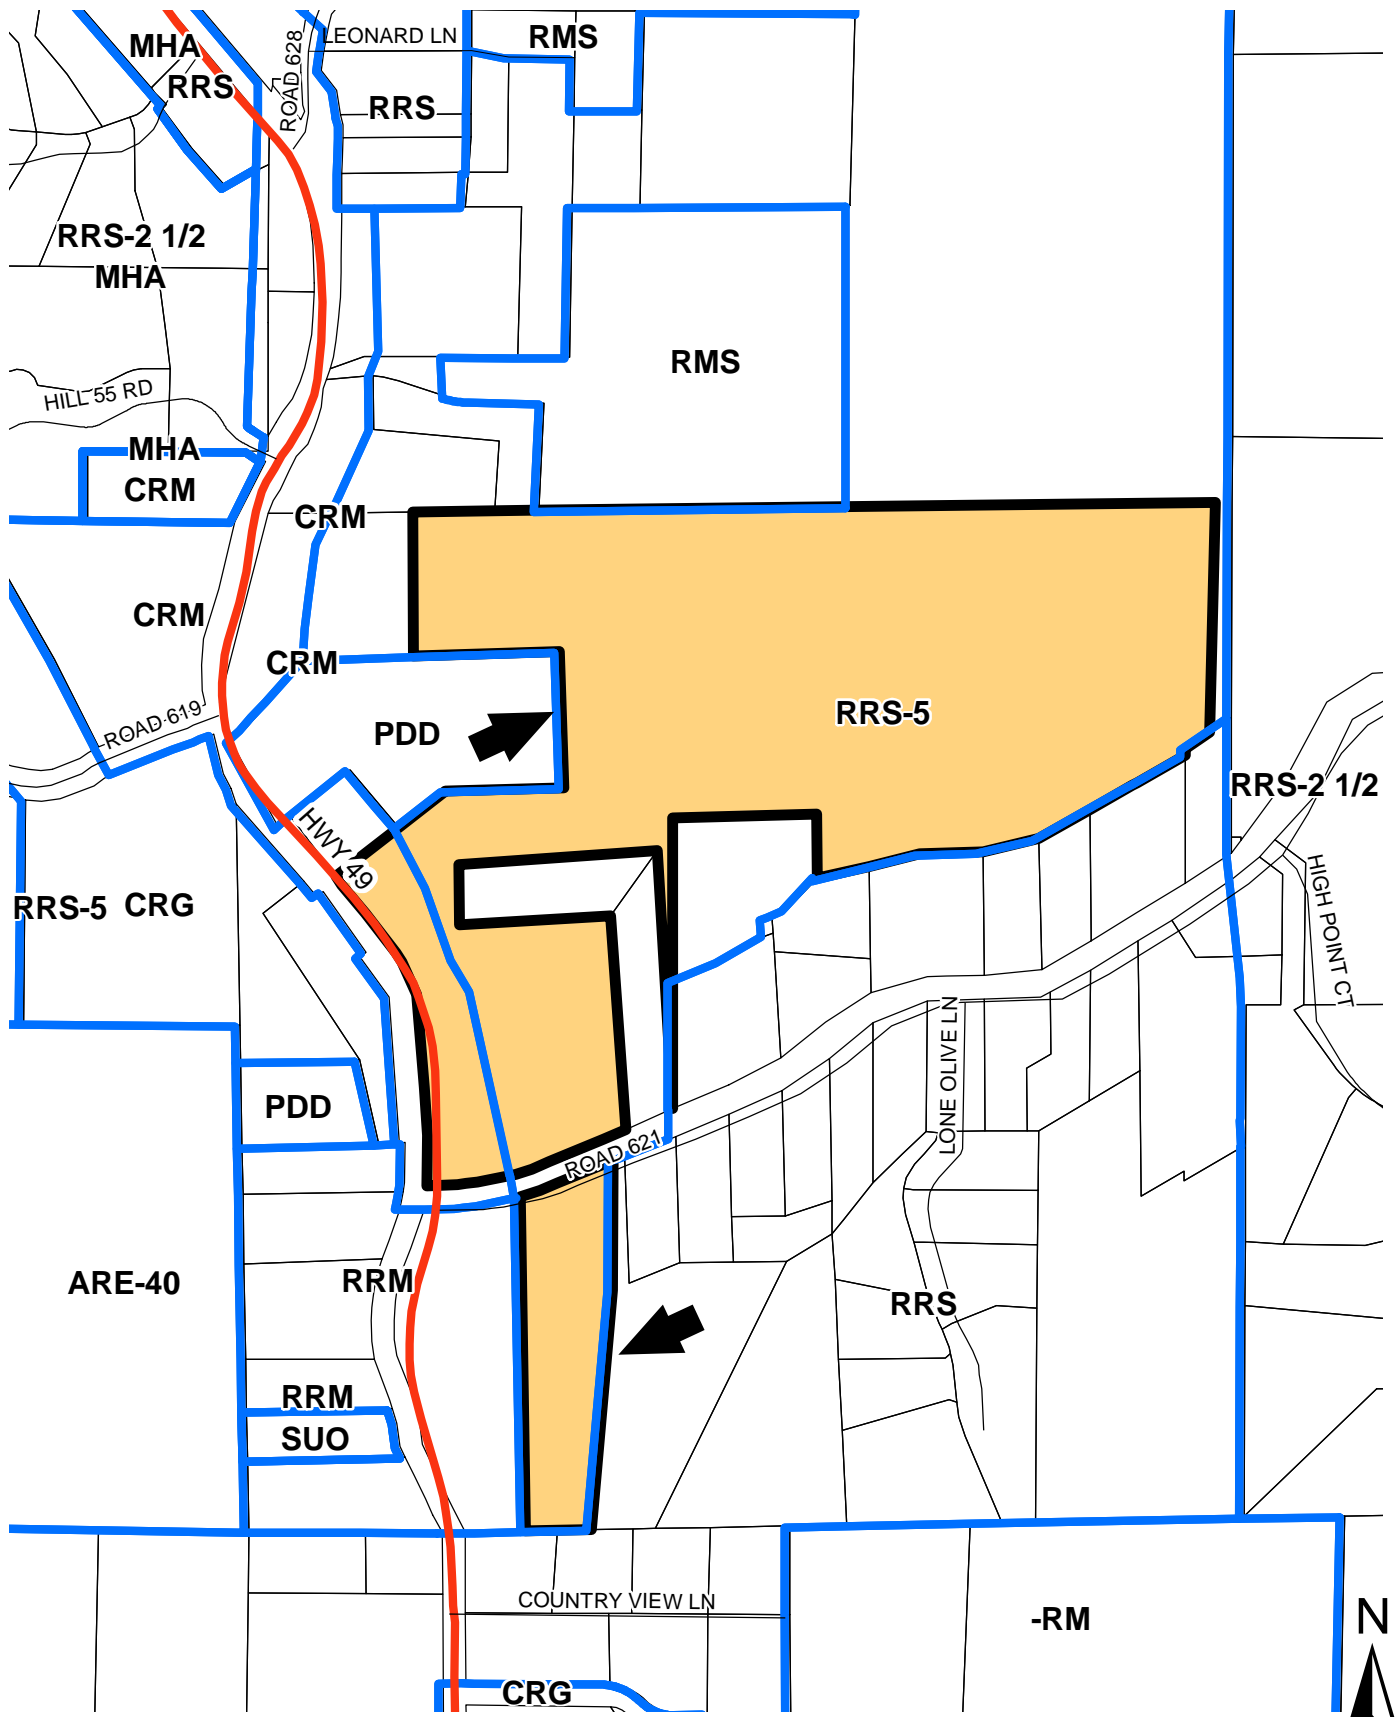 LEONARD LN
RMS
MHA
RRS
ROAD 628
RRS
RRS-2 1/2
MHA
RMS
HILL 55 RD
MHA
CRM
CRM
CRM
CRM
ROAD 619
PDD
RRS-5
RRS-2 1/2
HWY 49
HIGH POINT CT
RRS-5
CRG
LONE OLIVE LN
PDD
ROAD 621
ARE-40
RRM
RRS
RRM
SUO
COUNTRY VIEW LN
-RM
N
CRG